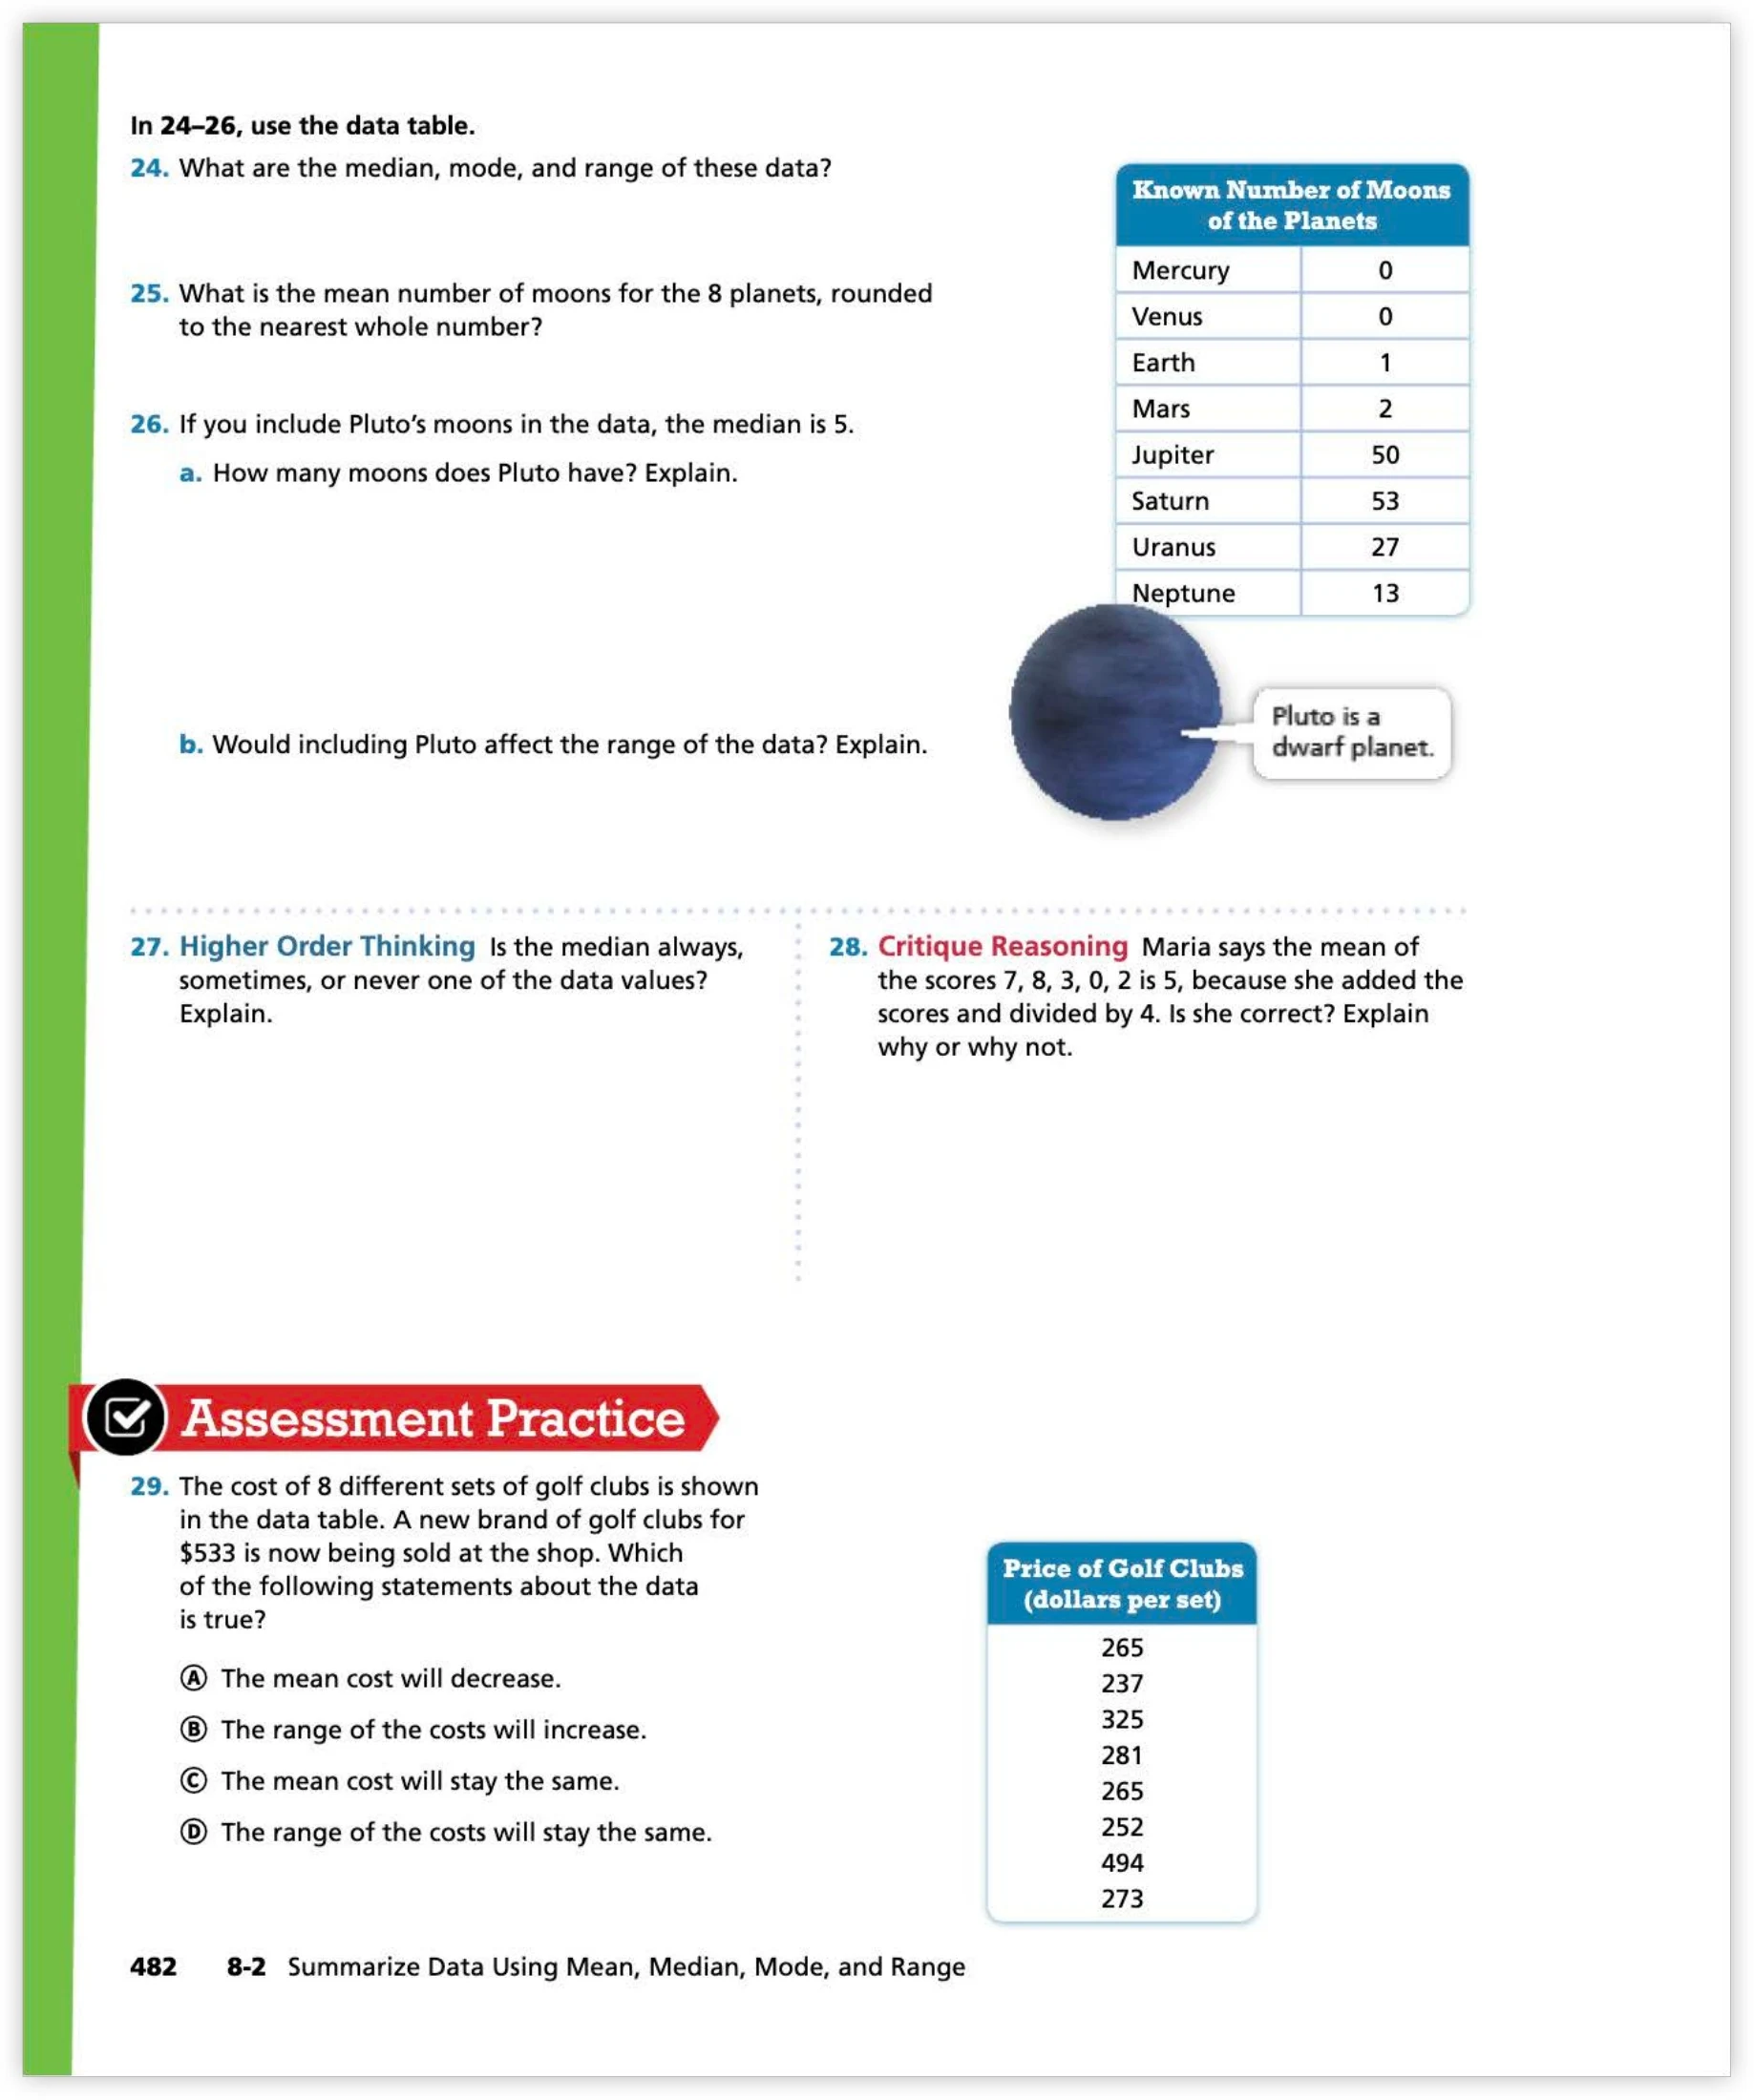 In 24–26, use the data table.
24. What are the median, mode, and range of these data?
25. What is the mean number of moons for the 8 planets, rounded
to the nearest whole number?
26. If you include Pluto's moons in the data, the median is 5.
a. How many moons does Pluto have? Explain.
b. Would including Pluto affect the range of the data? Explain.
Known Number of Moons
of the Planets
Mercury 0
Venus 0
Earth 1
Mars 2
Jupiter 50
Saturn 53
Uranus 27
Neptune 13
Pluto is a
dwarf planet.
27. Higher Order Thinking Is the median always,
sometimes, or never one of the data values?
Explain.
28. Critique Reasoning Maria says the mean of
the scores 7, 8, 3, 0, 2 is 5, because she added the
scores and divided by 4. Is she correct? Explain
why or why not.
Assessment Practice
29. The cost of 8 different sets of golf clubs is shown
in the data table. A new brand of golf clubs for
$533 is now being sold at the shop. Which
of the following statements about the data
is true?
Ⓐ The mean cost will decrease.
Ⓑ The range of the costs will increase.
Ⓒ The mean cost will stay the same.
Ⓓ The range of the costs will stay the same.
Price of Golf Clubs
(dollars per set)
265
237
325
281
265
252
494
273
482 8-2 Summarize Data Using Mean, Median, Mode, and Range